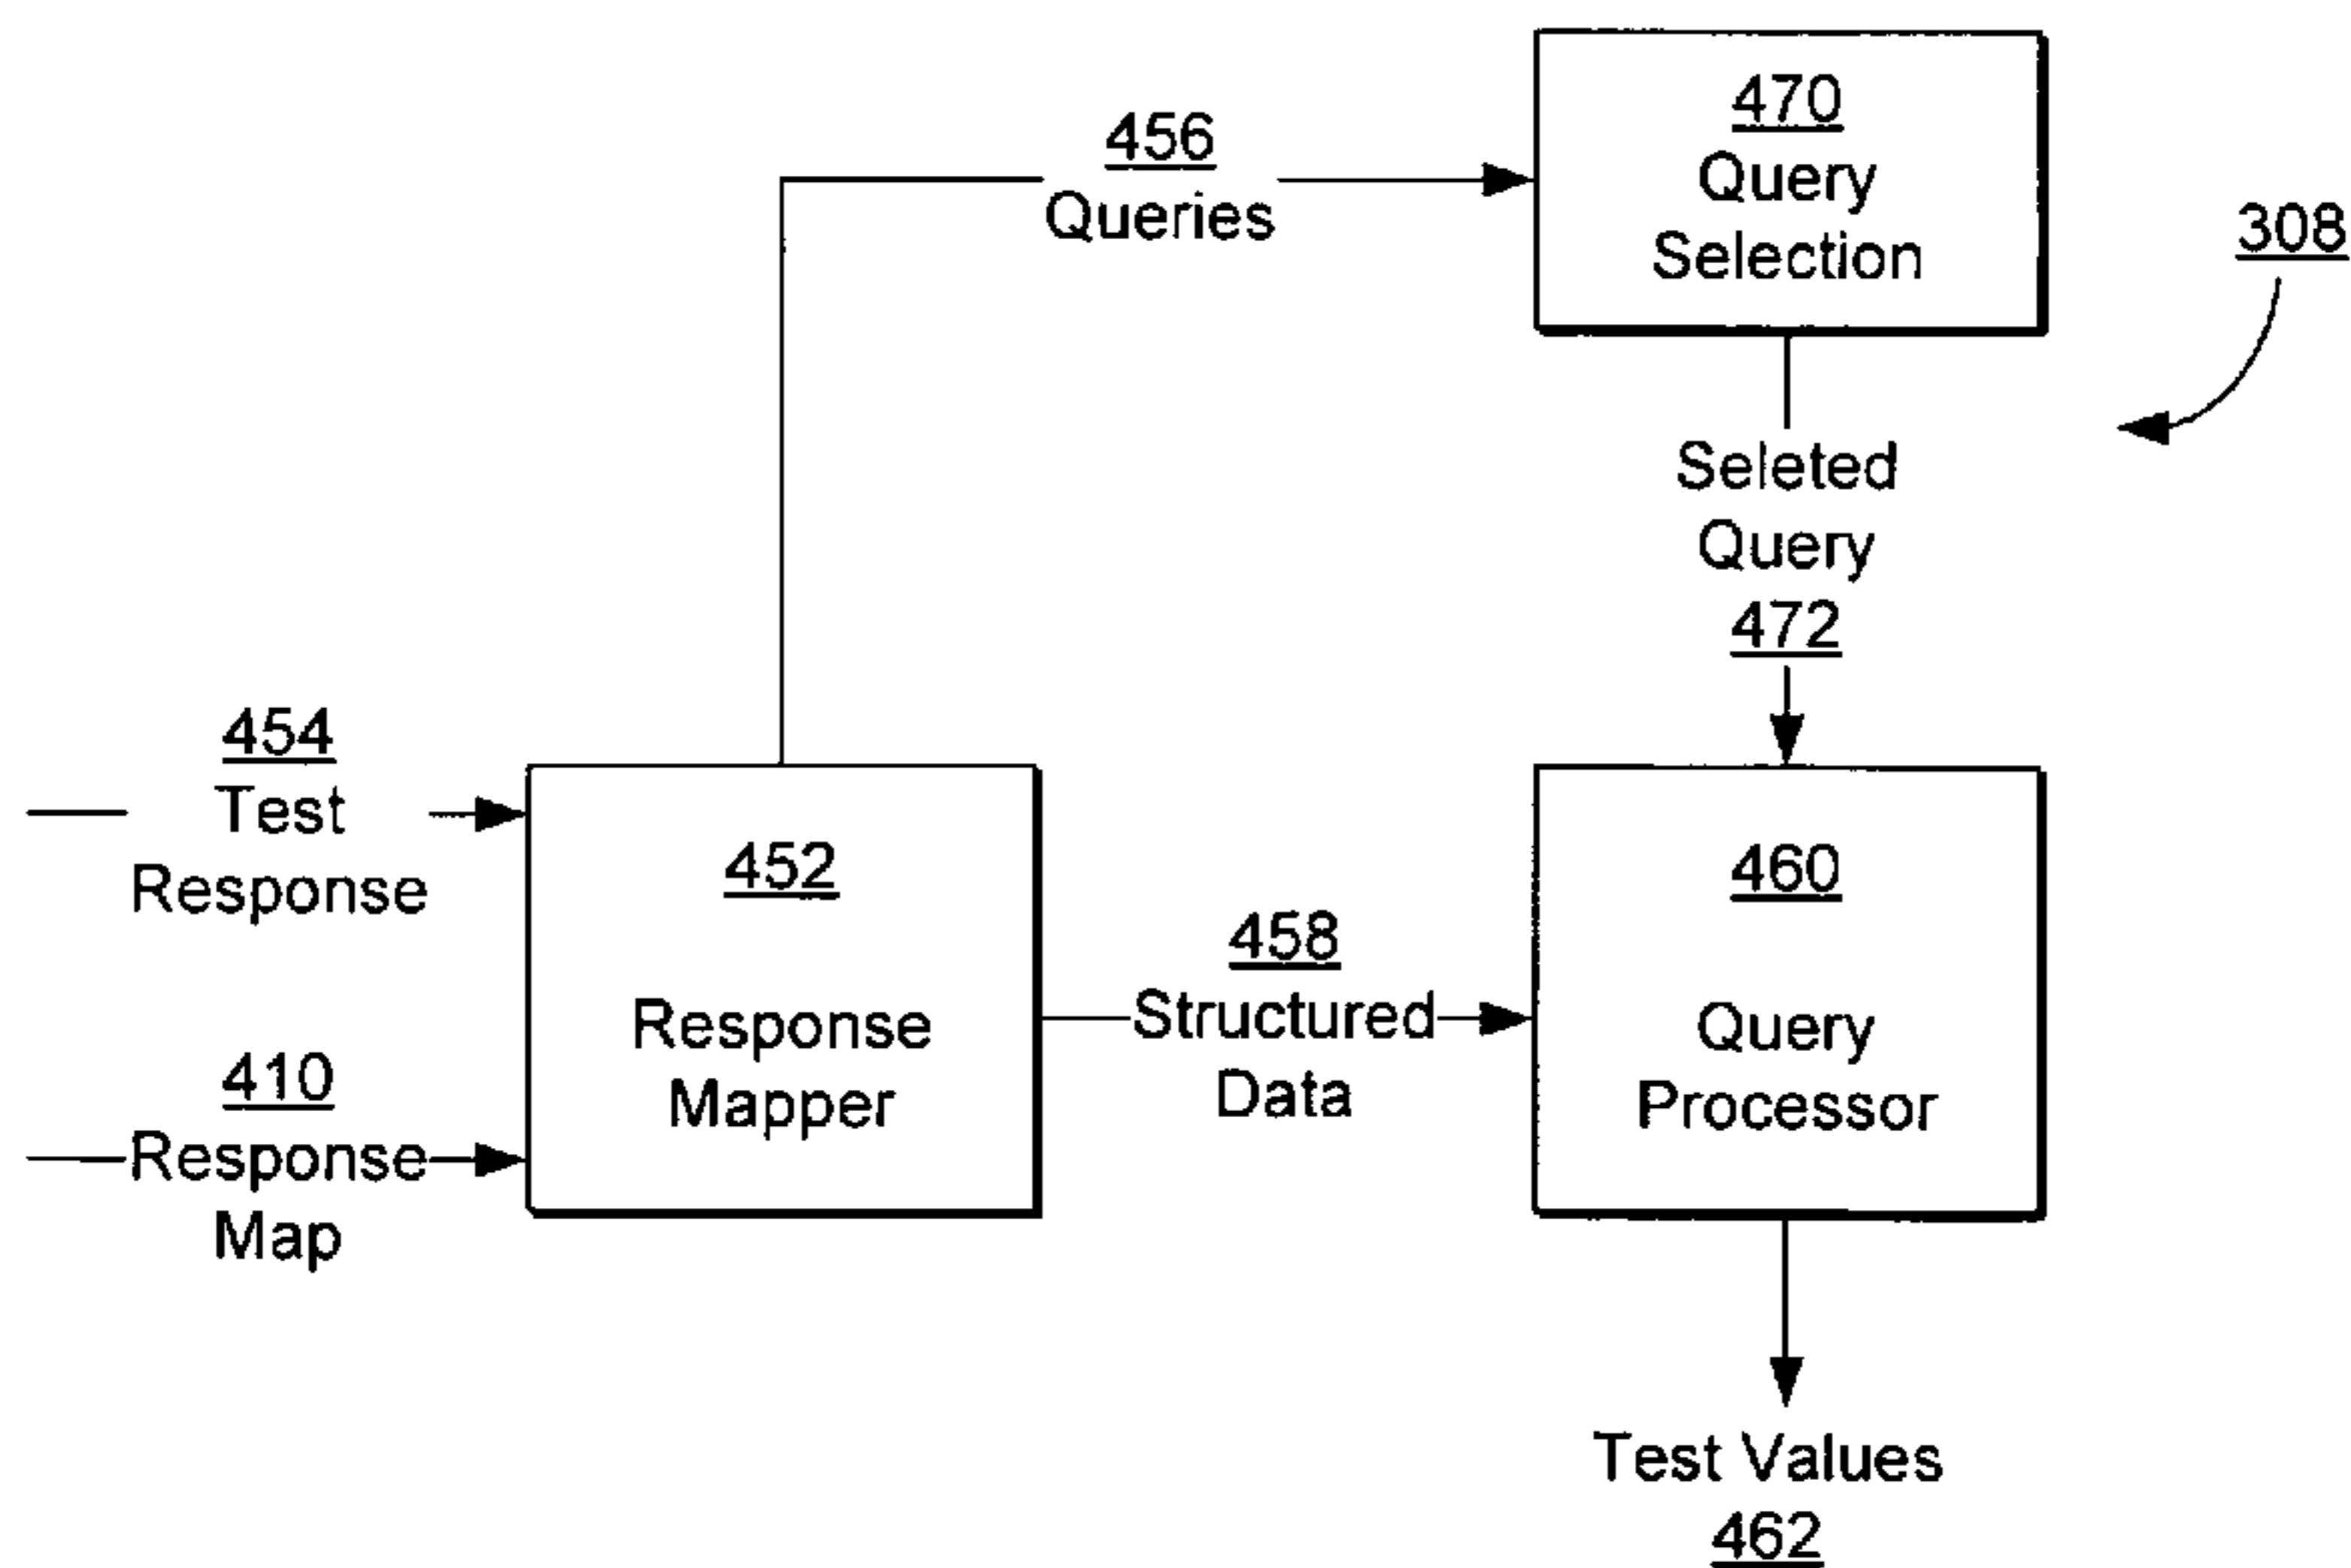 470
Query
Selection
456
Queries
308
Seleted
Query
472
454
Test
Response
452
Response
Mapper
410
Response
Map
458
Structured
Data
460
Query
Processor
Test Values
462